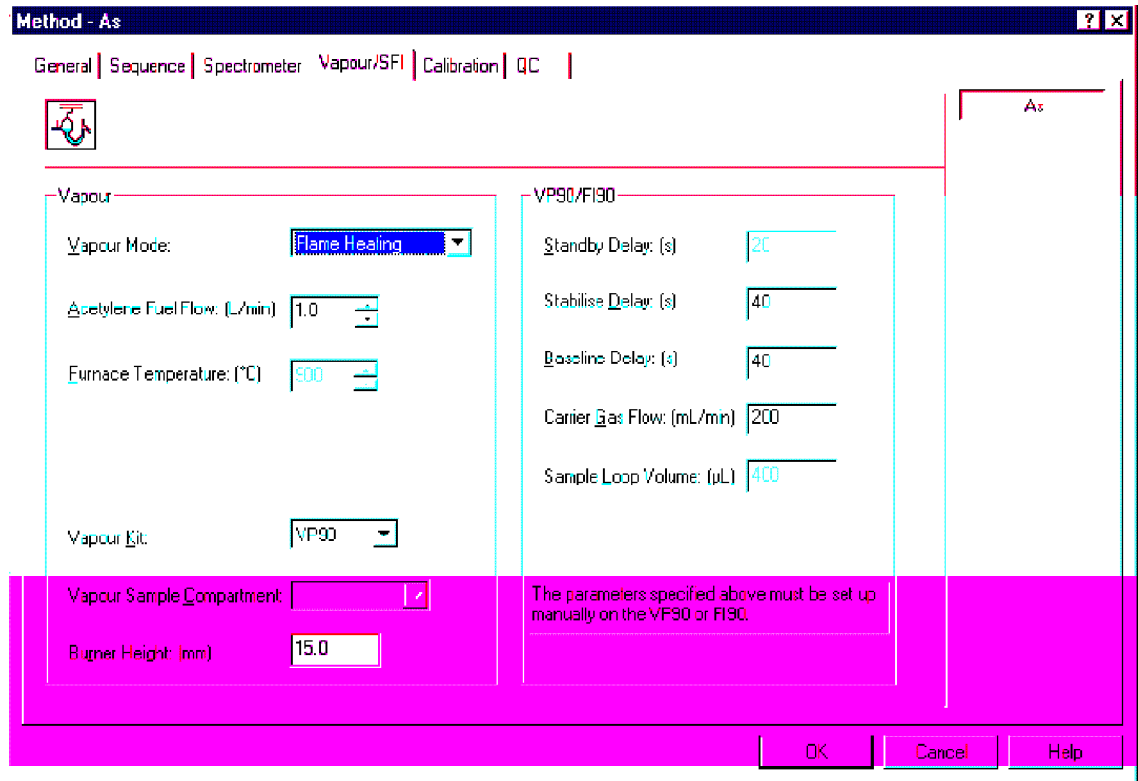 Method - As
General Sequence Spectrometer Vapour/SFI Calibration QC
As
Vapour
Vapour Mode: Flame Heating
Acetylene Fuel Flow: (L/min) 1.0
Furnace Temperature: (°C) 900
Vapour Kit: VP90
Vapour Sample Compartment:
Burner Height: (mm) 15.0
VP90/FI90
Standby Delay: (s) 20
Stabilise Delay: (s) 40
Baseline Delay: (s) 40
Carrier Gas Flow: (mL/min) 200
Sample Loop Volume: (µL) 400
The parameters specified above must be set up
manually on the VP90 or FI90.
OK Cancel Help